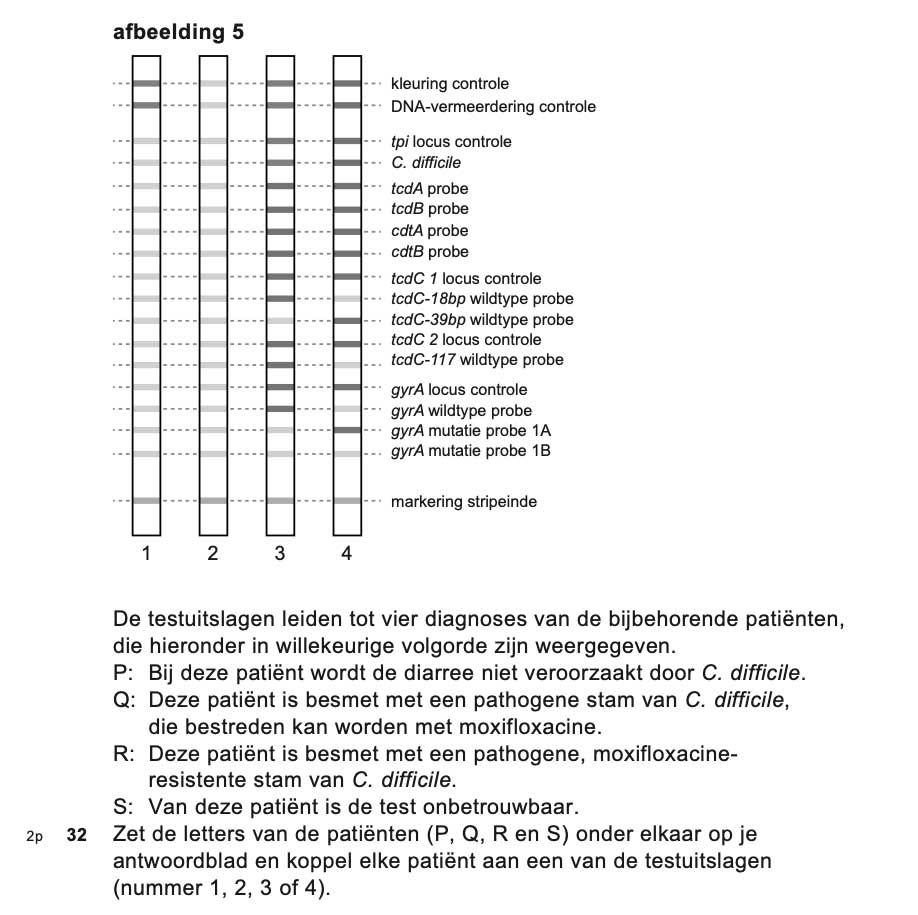 afbeelding 5
kleuring controle
DNA-vermeerdering controle
tpi locus controle
C. difficile
tcdA probe
tcdB probe
cdtA probe
cdtB probe
tcdC 1 locus controle
tcdC-18bp wildtype probe
tcdC-39bp wildtype probe
tcdC 2 locus controle
tcdC-117 wildtype probe
gyrA locus controle
gyrA wildtype probe
gyrA mutatie probe 1A
gyrA mutatie probe 1B
markering stripeinde
1 2 3 4
De testuitslagen leiden tot vier diagnoses van de bijbehorende patiënten,
die hieronder in willekeurige volgorde zijn weergegeven.
P: Bij deze patiënt wordt de diarree niet veroorzaakt door C. difficile.
Q: Deze patiënt is besmet met een pathogene stam van C. difficile,
die bestreden kan worden met moxifloxacine.
R: Deze patiënt is besmet met een pathogene, moxifloxacine-
resistente stam van C. difficile.
S: Van deze patiënt is de test onbetrouwbaar.
2p 32 Zet de letters van de patiënten (P, Q, R en S) onder elkaar op je
antwoordblad en koppel elke patiënt aan een van de testuitslagen
(nummer 1, 2, 3 of 4).